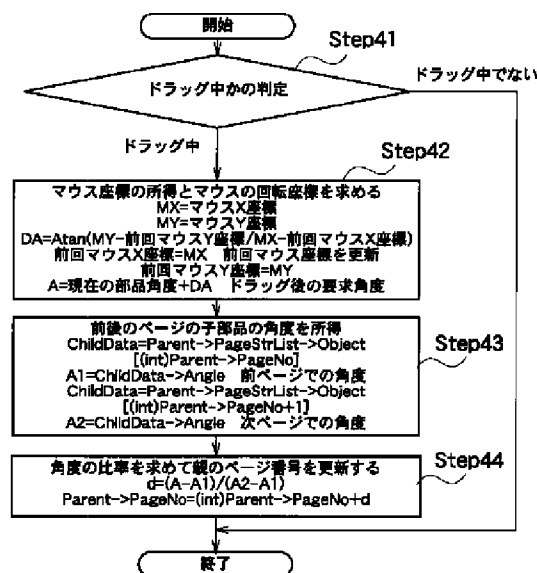 開始
Step41
ドラッグ中かの判定
ドラッグ中でない
ドラッグ中
Step42
マウス座標の所得とマウスの回転座標を求める
MX=マウスX座標
MY=マウスY座標
DA=Atan(MY-前回マウスY座標/MX-前回マウスX座標)
前回マウスX座標=MX 前回マウス座標を更新
前回マウスY座標=MY
A=現在の部品角度+DA ドラッグ後の要求角度
前後のページの子部品の角度を所得
ChildData=Parent->PageStrList->Object
[(int)Parent->PageNo]
A1=ChildData->Angle 前ページでの角度
ChildData=Parent->PageStrList->Object
[(int)Parent->PageNo+1]
A2=ChildData->Angle 次ページでの角度
Step43
角度の比率を求めて親のページ番号を更新する
d=(A-A1)/(A2-A1)
Parent->PageNo=(int)Parent->PageNo+d
Step44
終了